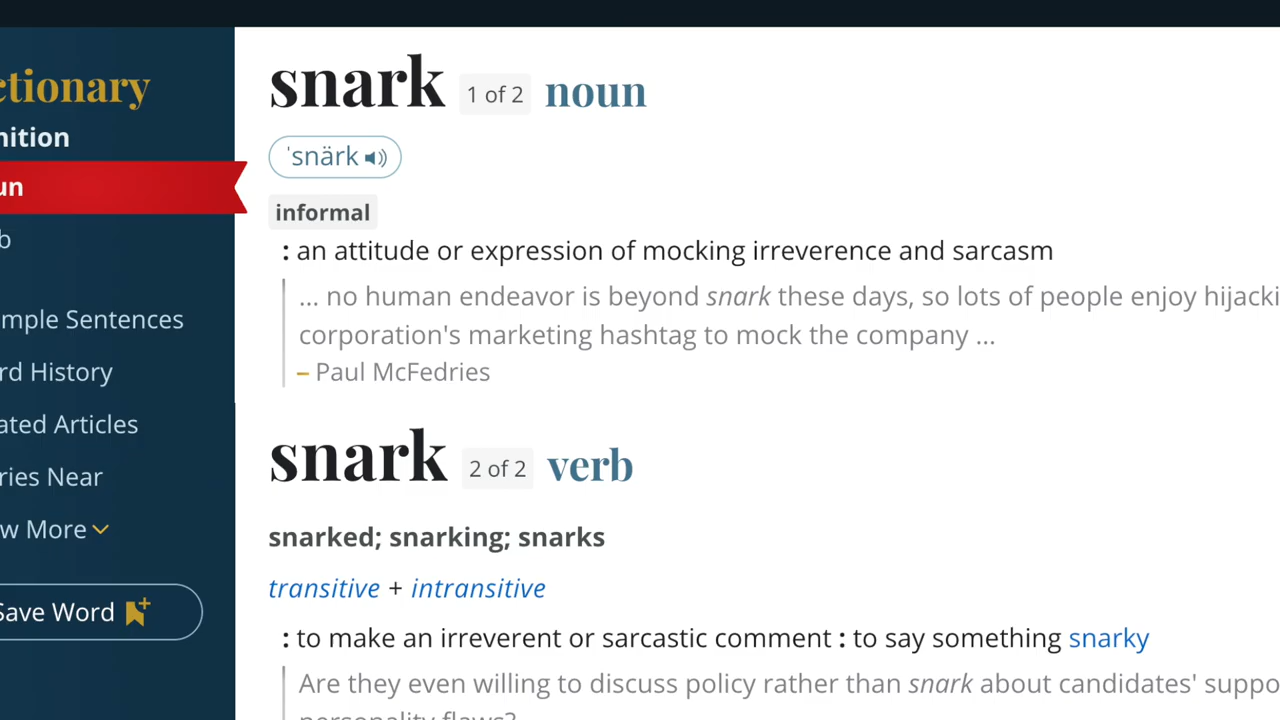 ctionary
nition
un
b
mple Sentences
rd History
ated Articles
ries Near
w More
Save Word
snark 1 of 2 noun
ˈsnärk
informal
: an attitude or expression of mocking irreverence and sarcasm
... no human endeavor is beyond snark these days, so lots of people enjoy hijacki
corporation's marketing hashtag to mock the company ...
– Paul McFedries
snark 2 of 2 verb
snarked; snarking; snarks
transitive + intransitive
: to make an irreverent or sarcastic comment : to say something snarky
Are they even willing to discuss policy rather than snark about candidates' suppo
personality flaws?